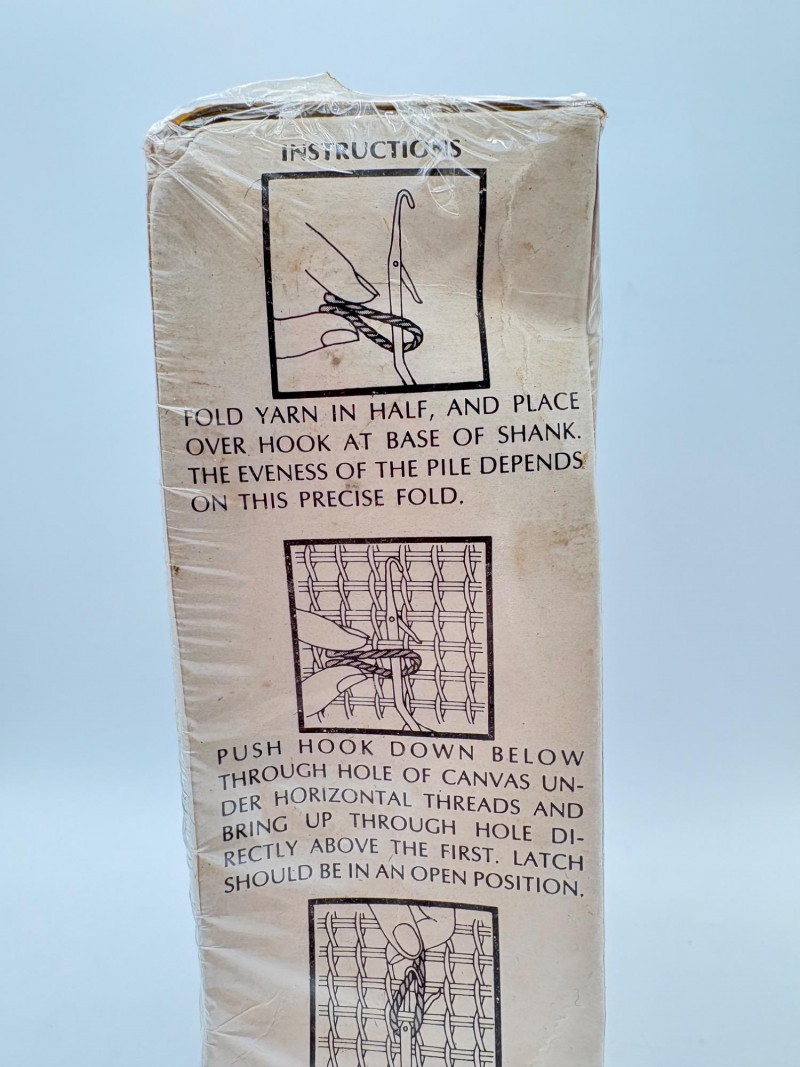 INSTRUCTIONS
FOLD YARN IN HALF, AND PLACE
OVER HOOK AT BASE OF SHANK.
THE EVENESS OF THE PILE DEPENDS
ON THIS PRECISE FOLD.
PUSH HOOK DOWN BELOW
THROUGH HOLE OF CANVAS UN-
DER HORIZONTAL THREADS AND
BRING UP THROUGH HOLE DI-
RECTLY ABOVE THE FIRST. LATCH
SHOULD BE IN AN OPEN POSITION.